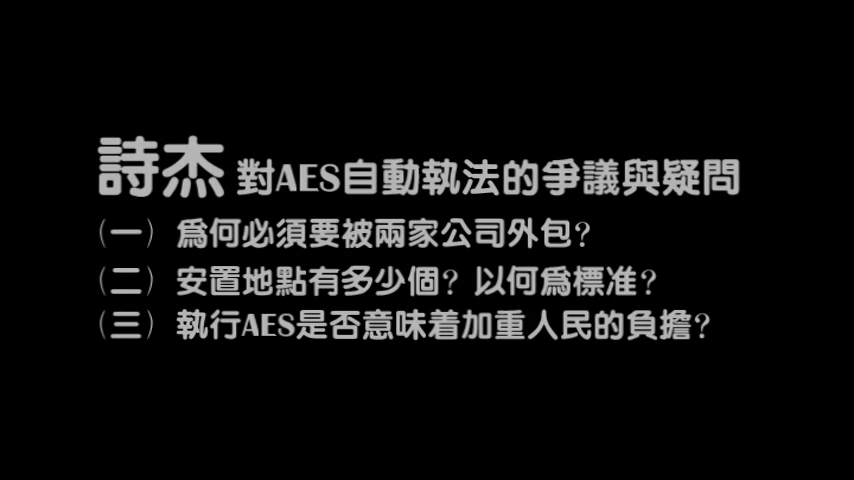 詩杰 對AES自動執法的爭議與疑問
（一）爲何必須要被兩家公司外包？
（二）安置地點有多少個？以何爲標准？
（三）執行AES是否意味着加重人民的負擔？